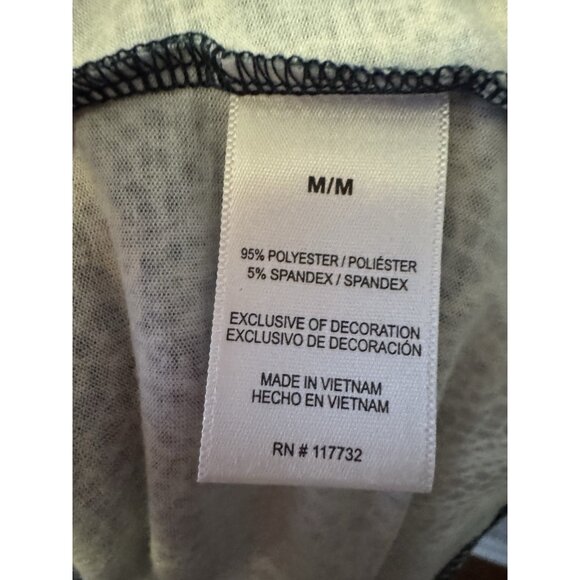 M/M
95% POLYESTER / POLIÉSTER
5% SPANDEX / SPANDEX
EXCLUSIVE OF DECORATION
EXCLUSIVO DE DECORACIÓN
MADE IN VIETNAM
HECHO EN VIETNAM
RN # 117732